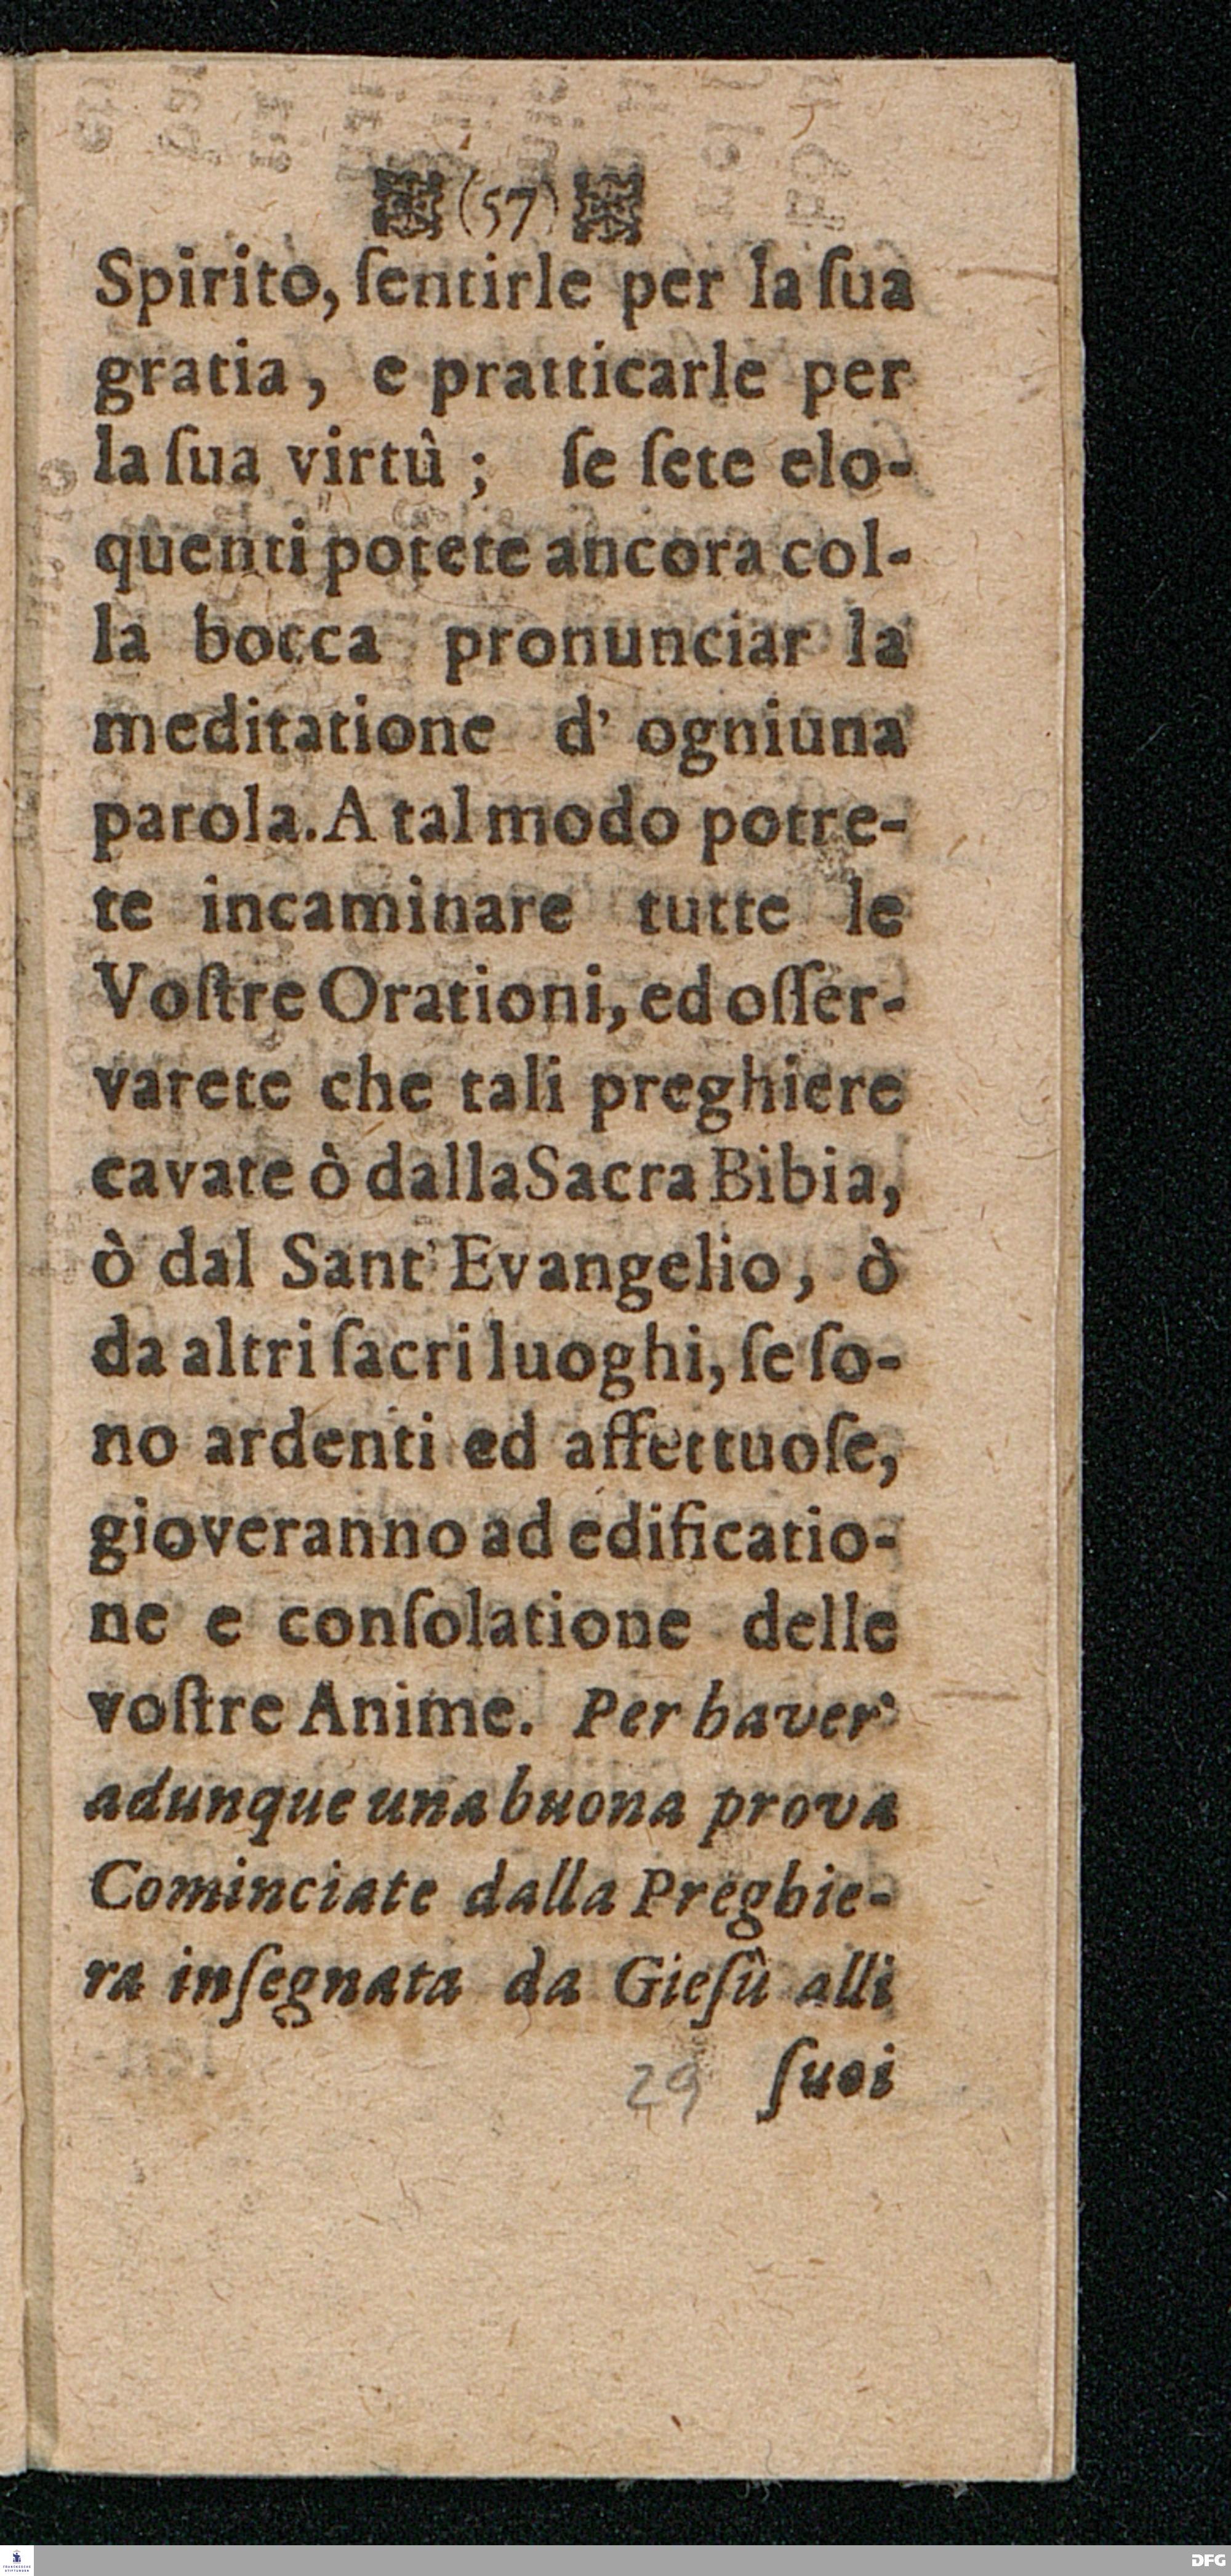 (57)
Spirito, ſentirle per la ſua
gratia, e pratticarle per
la ſua virtù; ſe ſete elo-
quenti potete ancora col-
la bocca pronunciar la
meditatione d' ogniuna
parola. A tal modo potre-
te incaminare tutte le
Voſtre Orationi, ed oſſer-
varete che tali preghiere
cavate ò dalla Sacra Bibia,
ò dal Sant' Evangelio, ò
da altri ſacri luoghi, ſe ſo-
no ardenti ed affettuoſe,
gioveranno ad edificatio-
ne e conſolatione delle
voſtre Anime. Per haver
adunque una buona prova
Cominciate dalla Preghie-
ra inſegnata da Gieſù alli
29 ſuoi
FRANCKESCHE STIFTUNGEN
DFG